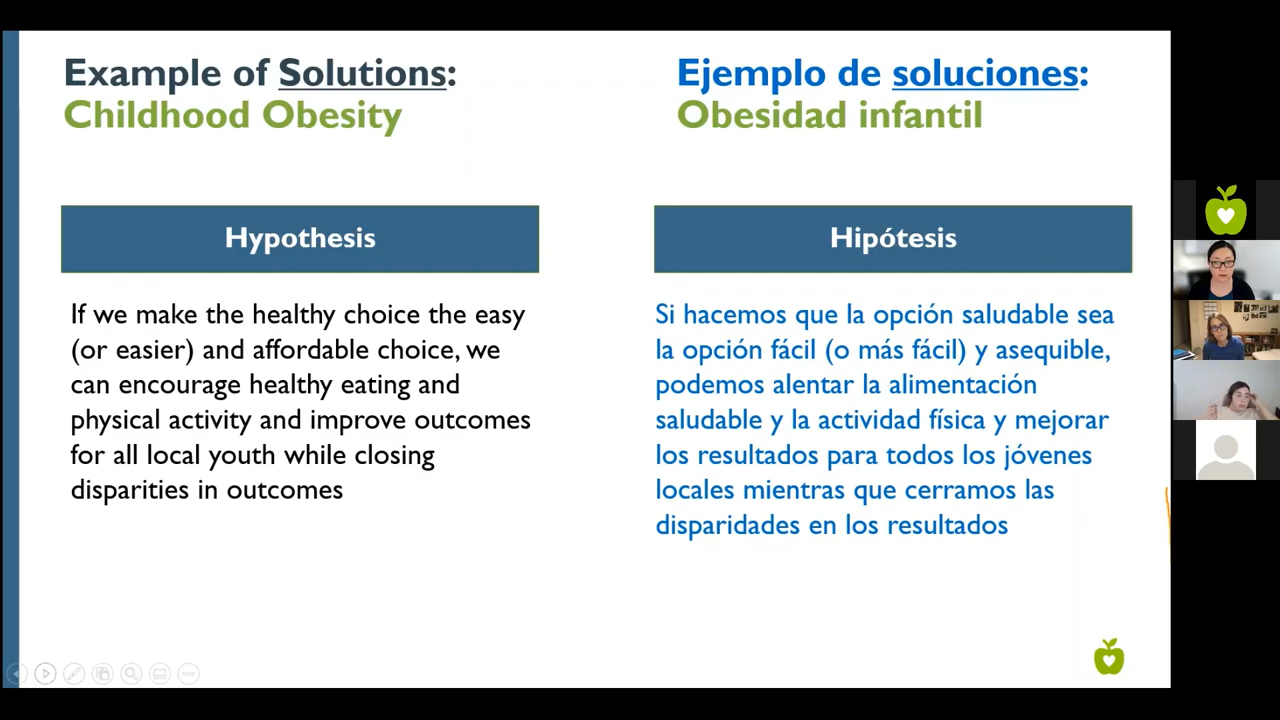 Example of Solutions:
Childhood Obesity
Hypothesis
If we make the healthy choice the easy
(or easier) and affordable choice, we
can encourage healthy eating and
physical activity and improve outcomes
for all local youth while closing
disparities in outcomes
Ejemplo de soluciones:
Obesidad infantil
Hipótesis
Si hacemos que la opción saludable sea
la opción fácil (o más fácil) y asequible,
podemos alentar la alimentación
saludable y la actividad física y mejorar
los resultados para todos los jóvenes
locales mientras que cerramos las
disparidades en los resultados